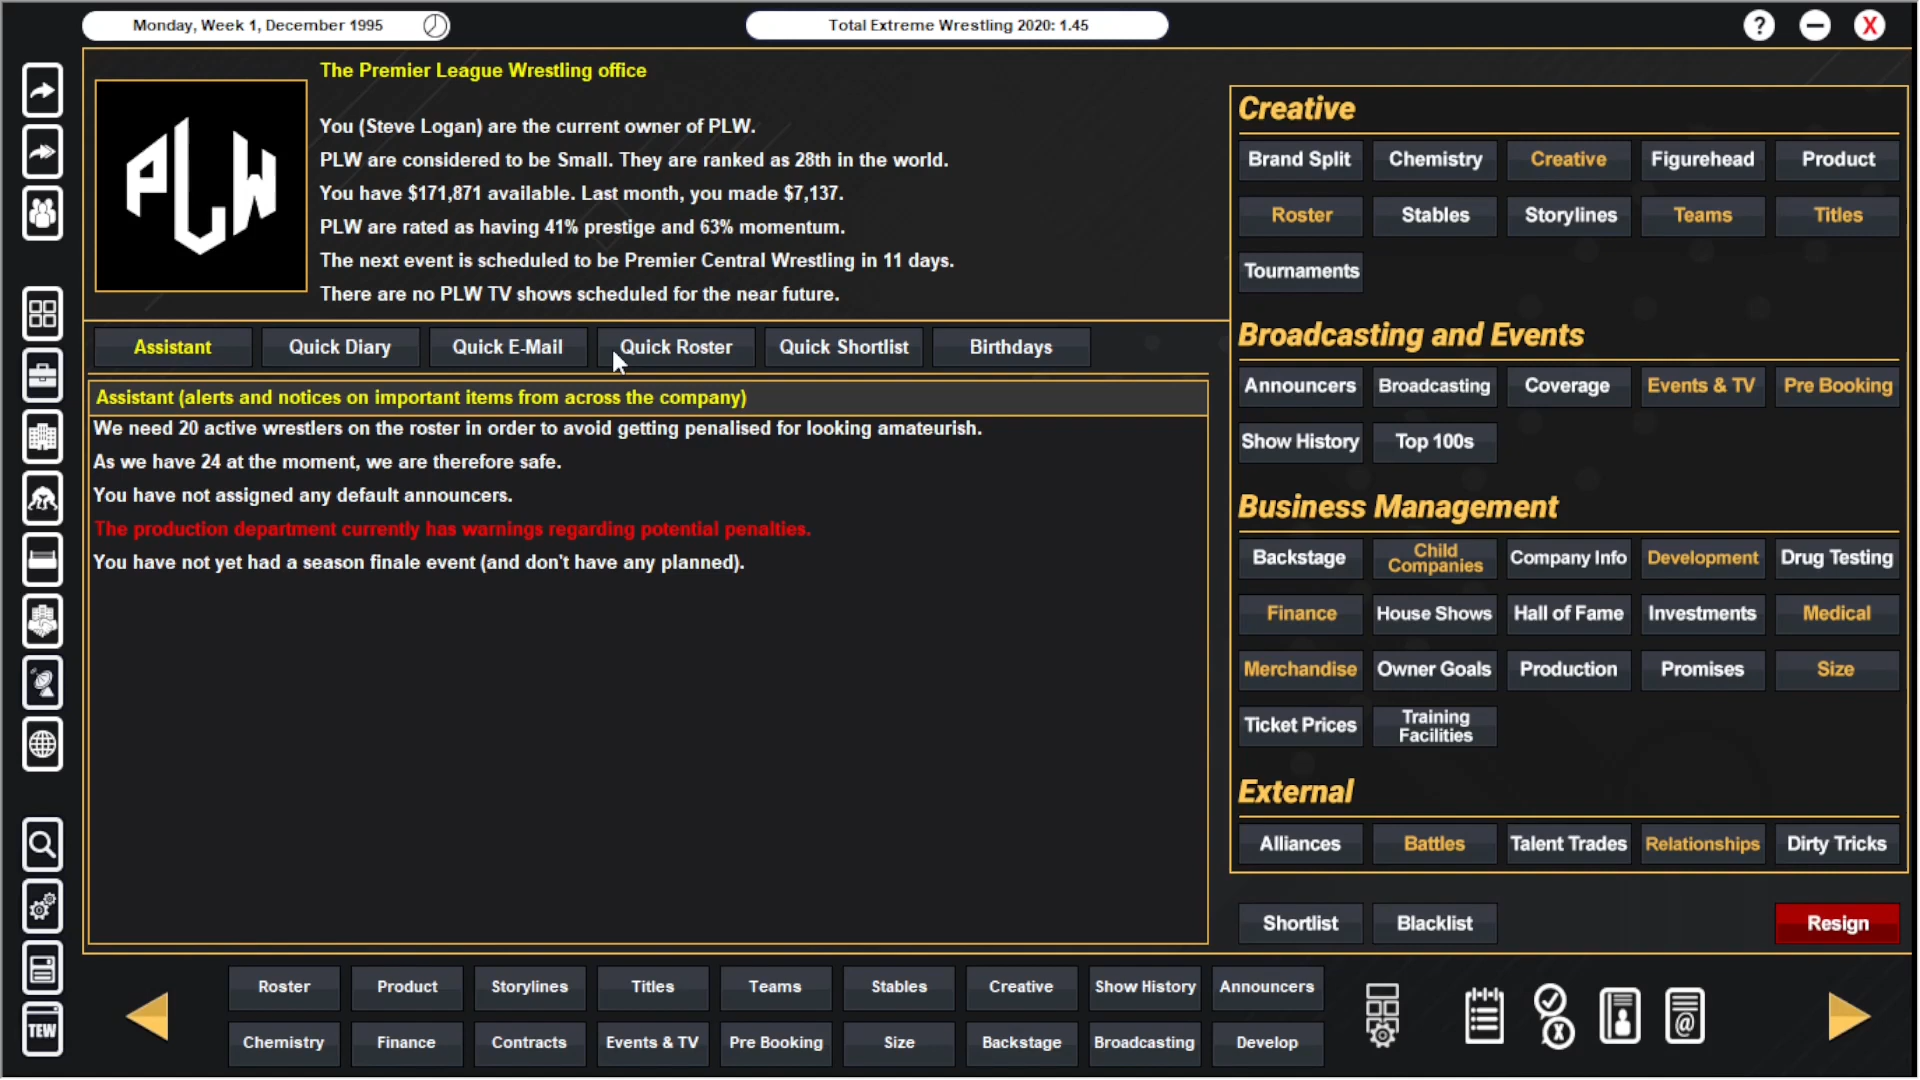 Monday, Week 1, December 1995
Total Extreme Wrestling 2020: 1.45
?
X
PLW
The Premier League Wrestling office
You (Steve Logan) are the current owner of PLW.
PLW are considered to be Small. They are ranked as 28th in the world.
You have $171,871 available. Last month, you made $7,137.
PLW are rated as having 41% prestige and 63% momentum.
The next event is scheduled to be Premier Central Wrestling in 11 days.
There are no PLW TV shows scheduled for the near future.
Assistant Quick Diary Quick E-Mail Quick Roster Quick Shortlist Birthdays
Assistant (alerts and notices on important items from across the company)
We need 20 active wrestlers on the roster in order to avoid getting penalised for looking amateurish.
As we have 24 at the moment, we are therefore safe.
You have not assigned any default announcers.
The production department currently has warnings regarding potential penalties.
You have not yet had a season finale event (and don't have any planned).
Creative
Brand Split Chemistry Creative Figurehead Product
Roster Stables Storylines Teams Titles
Tournaments
Broadcasting and Events
Announcers Broadcasting Coverage Events & TV Pre Booking
Show History Top 100s
Business Management
Backstage Child Companies Company Info Development Drug Testing
Finance House Shows Hall of Fame Investments Medical
Merchandise Owner Goals Production Promises Size
Ticket Prices Training Facilities
External
Alliances Battles Talent Trades Relationships Dirty Tricks
Shortlist Blacklist Resign
TEW
Roster Product Storylines Titles Teams Stables Creative Show History Announcers
Chemistry Finance Contracts Events & TV Pre Booking Size Backstage Broadcasting Develop
@